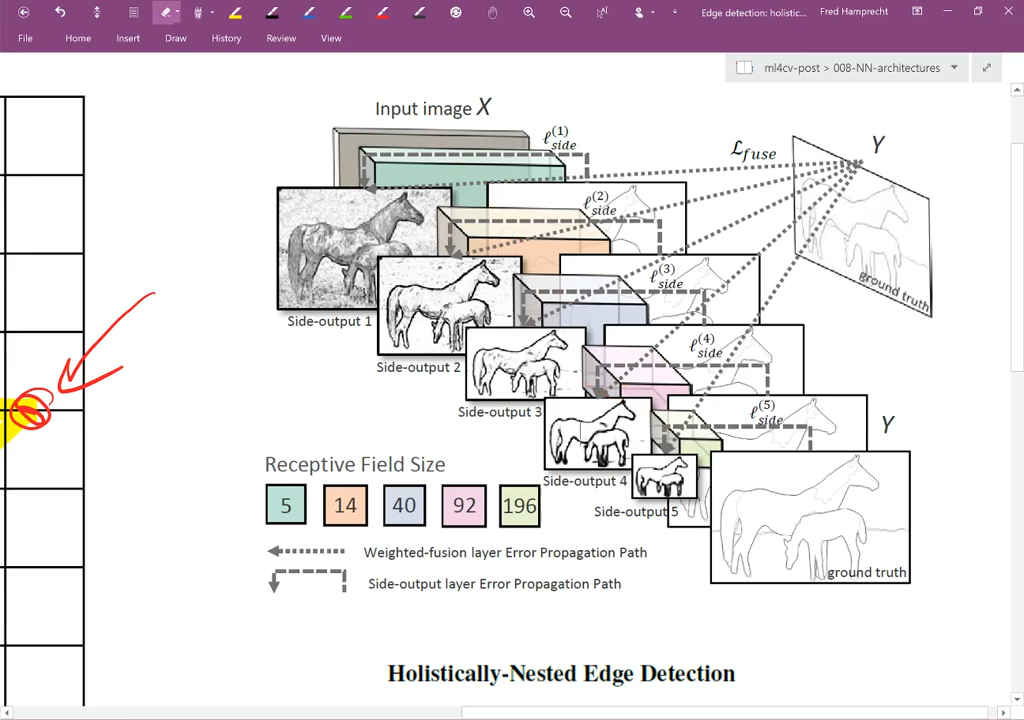 Edge detection: holistic...
Fred Hamprecht
File Home Insert Draw History Review View
ml4cv-post > 008-NN-architectures
Input image X
ℓ(1)side
ℒfuse
Y
ℓ(2)side
ℓ(3)side
ground truth
Side-output 1
ℓ(4)side
Side-output 2
Side-output 3
ℓ(5)side
Y
Receptive Field Size
Side-output 4
5 14 40 92 196
Side-output 5
Weighted-fusion layer Error Propagation Path
ground truth
Side-output layer Error Propagation Path
Holistically-Nested Edge Detection